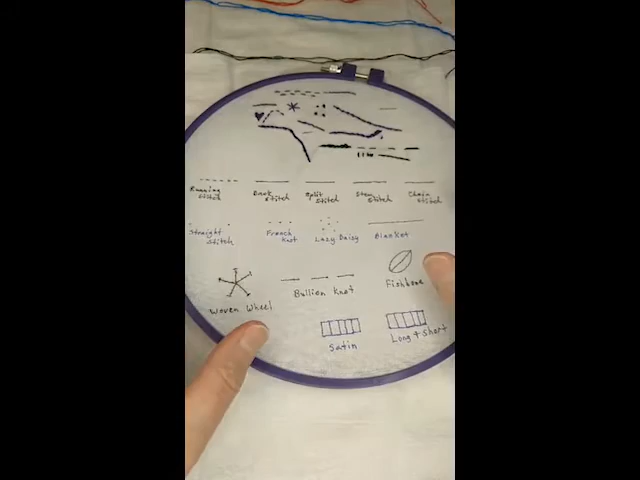 Running Back Split Stem Chain
stitch stitch stitch stitch stitch
Straight French Lazy Daisy Blanket
stitch Knot
Woven Wheel Bullion Knot Fishbone
Satin Long + Short